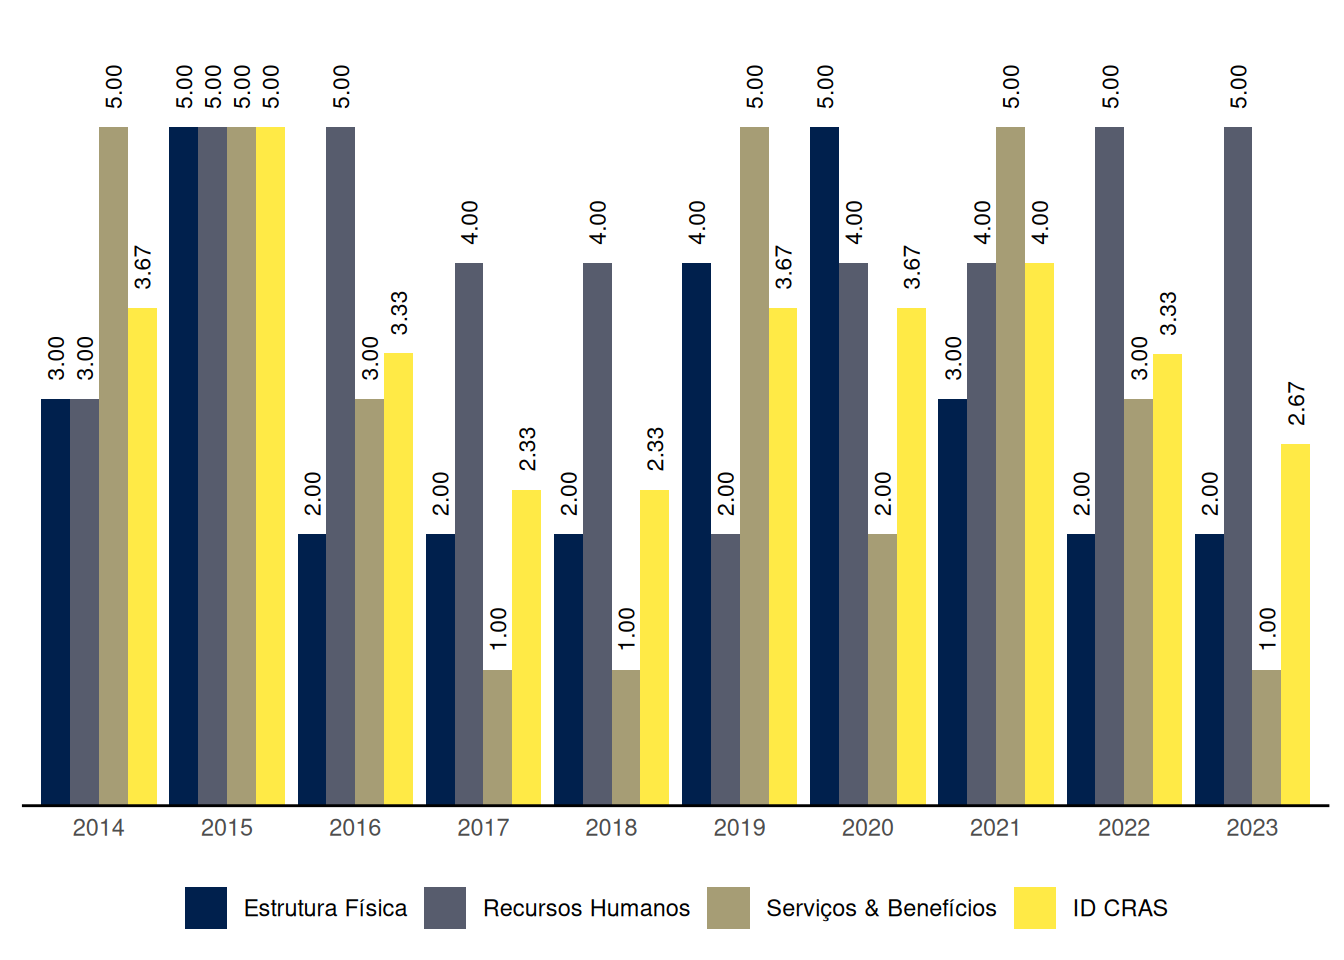 5.00 5.00 5.00 5.00 5.00 5.00 5.00 5.00 5.00 5.00 5.00
4.00 4.00 4.00 4.00 4.00 4.00
3.67 3.67 3.67
3.33 3.33
3.00 3.00 3.00 3.00 3.00
2.67
2.33 2.33
2.00 2.00 2.00 2.00 2.00 2.00 2.00
1.00 1.00 1.00
2014 2015 2016 2017 2018 2019 2020 2021 2022 2023
Estrutura Física Recursos Humanos Serviços & Benefícios ID CRAS